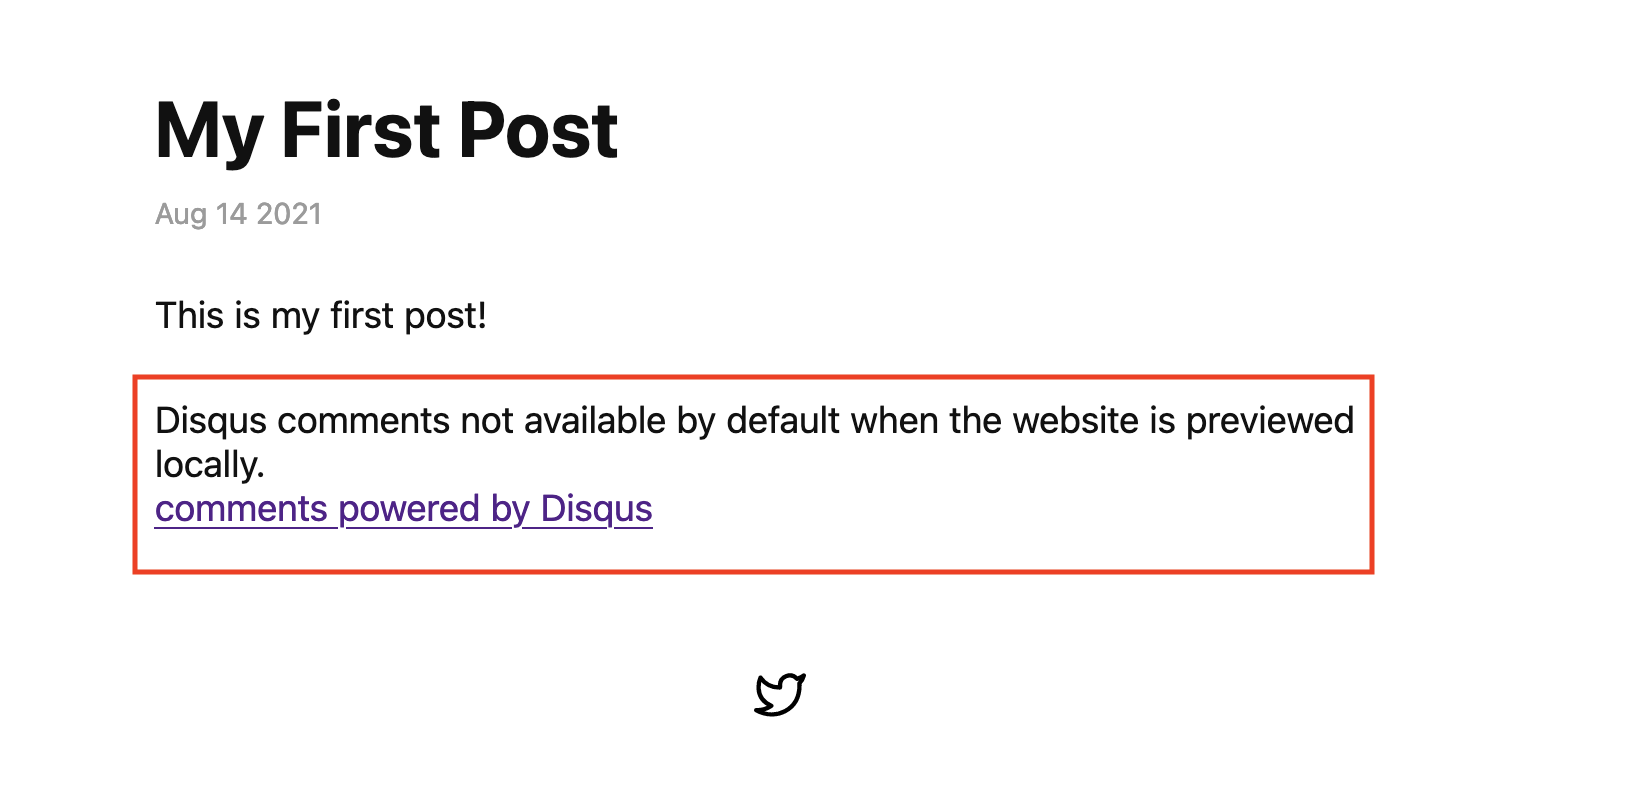 My First Post
Aug 14 2021
This is my first post!
Disqus comments not available by default when the website is previewed
locally.
comments powered by Disqus